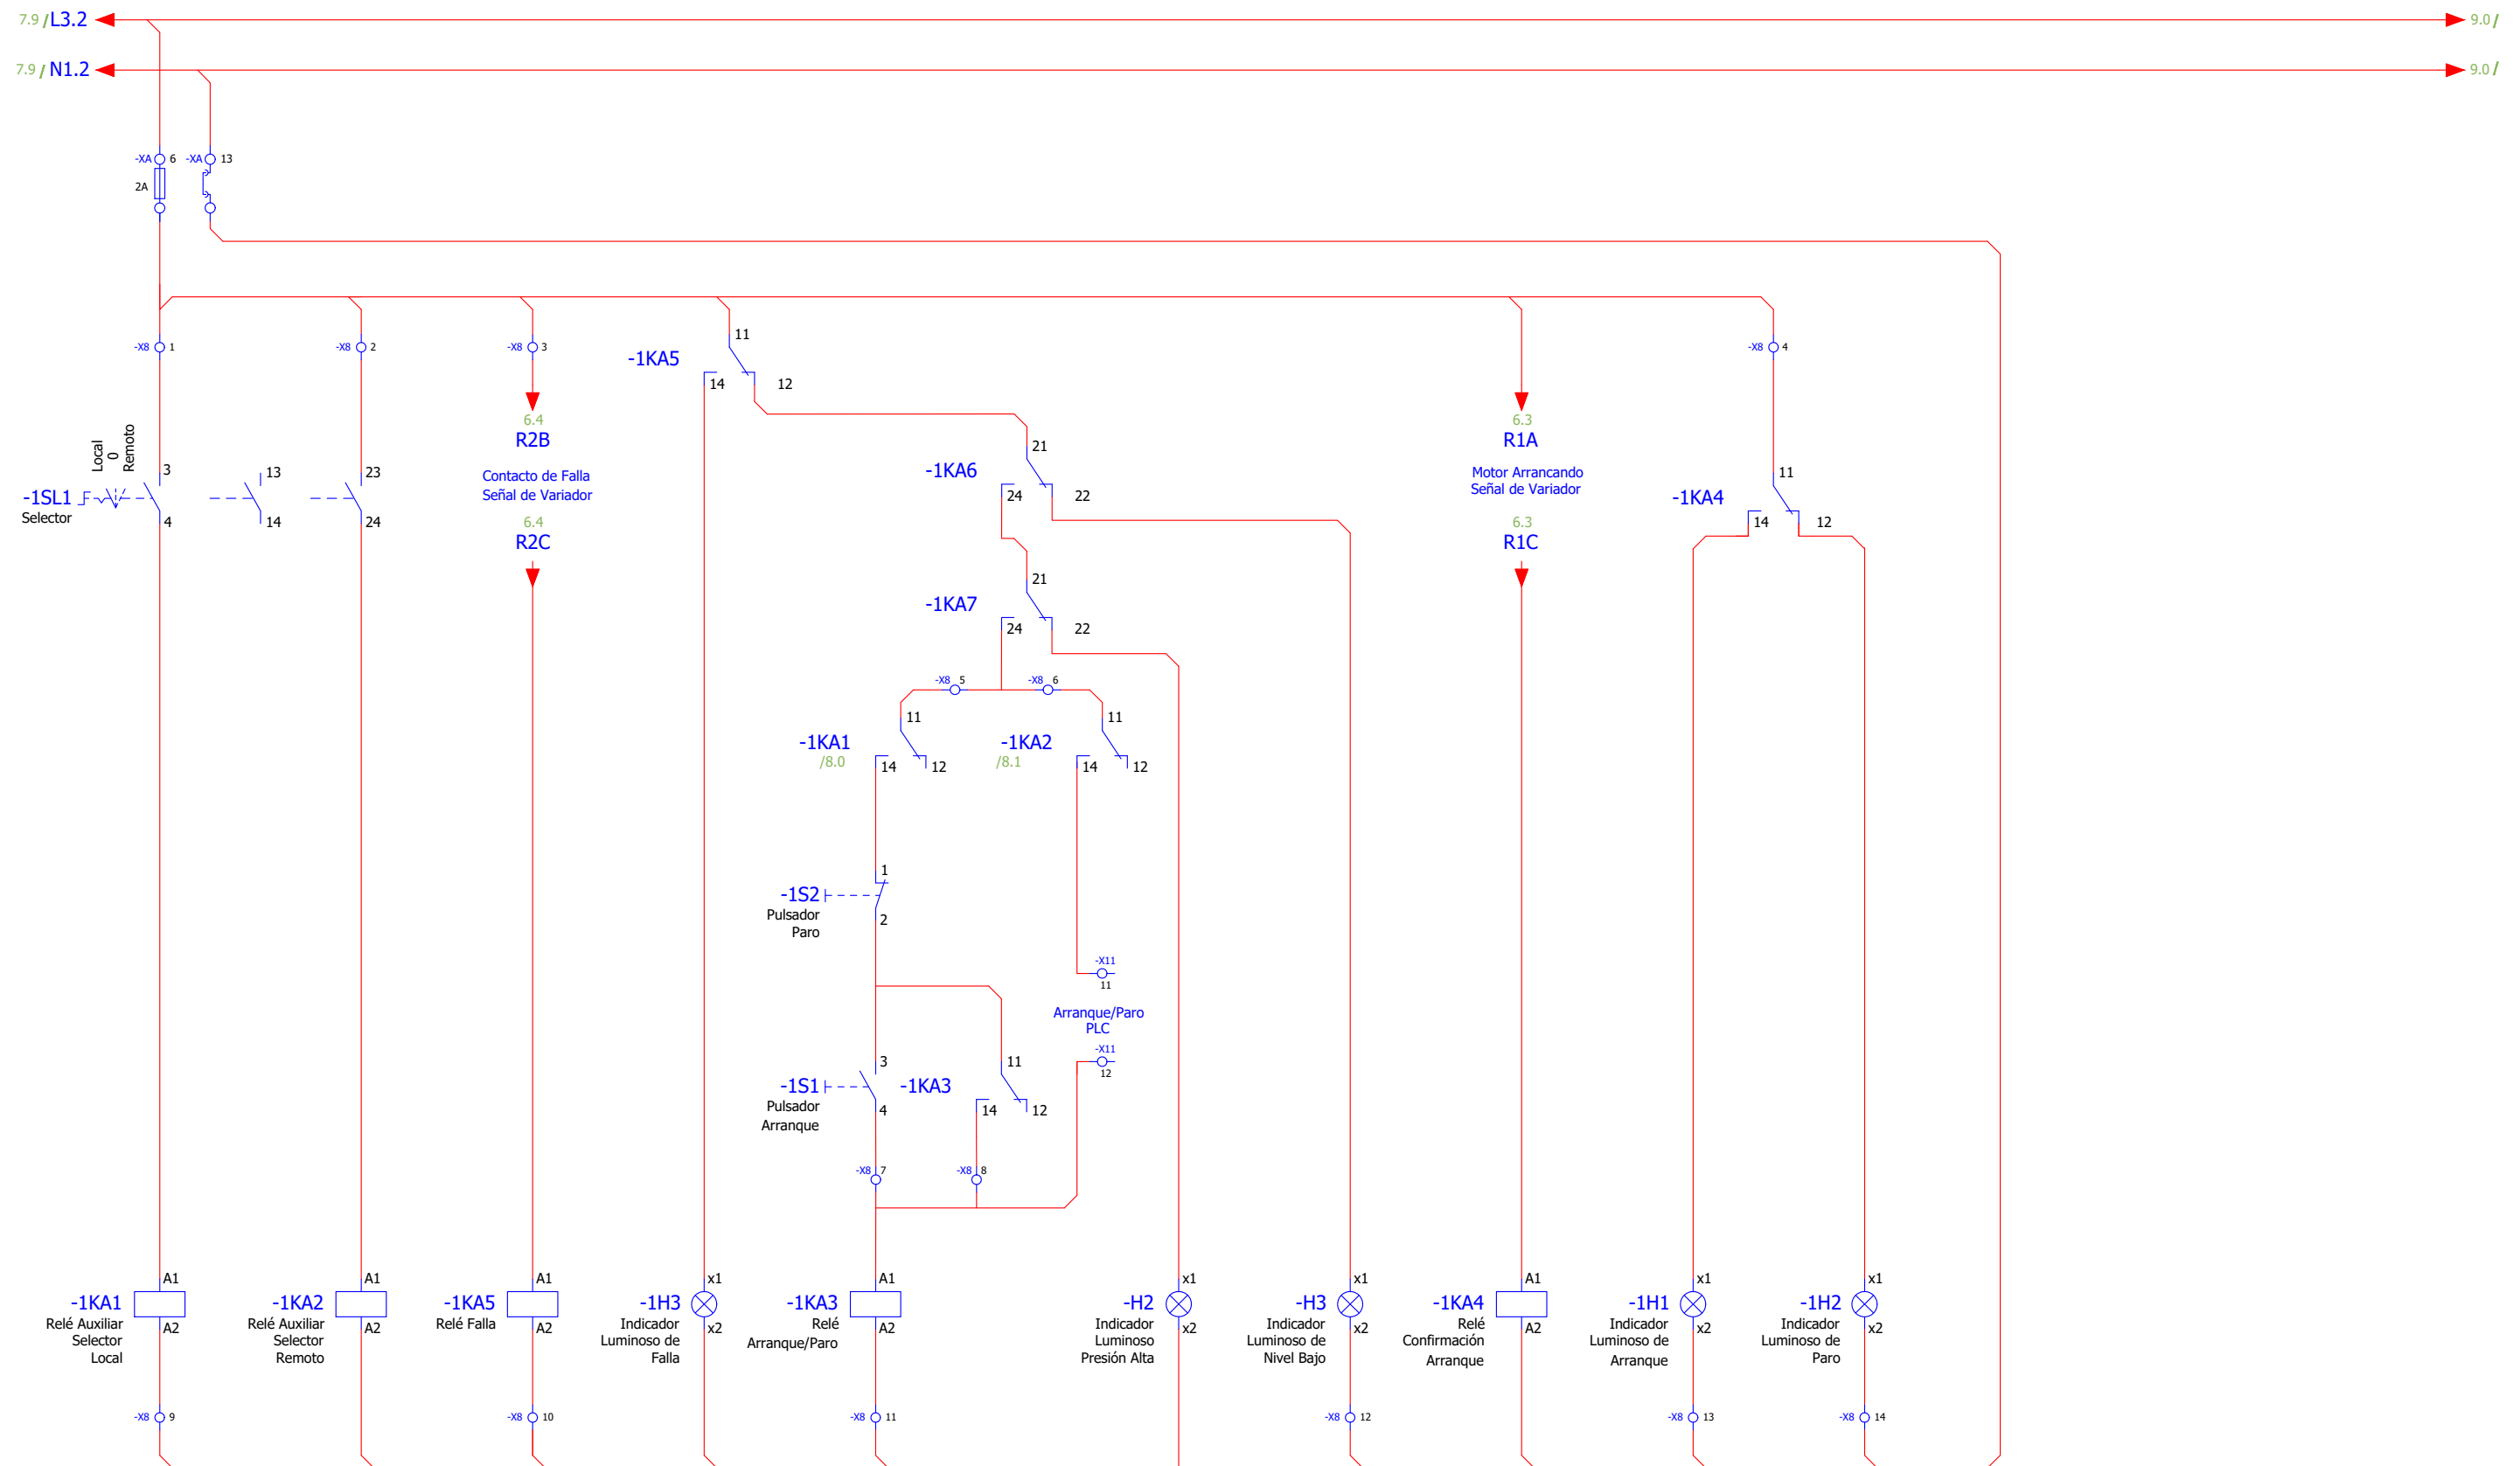 7.9 / L3.2
9.0 /
7.9 / N1.2
9.0 /
-XA 6
-XA 13
2A
-X8 1
-X8 2
-X8 3
11
-1KA5
14
12
-X8 4
6.4
R2B
Contacto de Falla
Señal de Variador
6.4
R2C
6.3
R1A
Motor Arrancando
Señal de Variador
6.3
R1C
Local
0
Remoto
-1SL1
Selector
3
4
13
14
23
24
21
-1KA6
24
22
11
-1KA4
14
12
21
-1KA7
24
22
-X8 5
-X8 6
11
-1KA1
/8.0
14
12
11
-1KA2
/8.1
14
12
1
-1S2
Pulsador
Paro
2
-X11
11
Arranque/Paro
PLC
-X11
12
3
-1S1
Pulsador
Arranque
4
11
-1KA3
14
12
-X8 7
-X8 8
A1
-1KA1
Relé Auxiliar
Selector
Local
A2
A1
-1KA2
Relé Auxiliar
Selector
Remoto
A2
A1
-1KA5
Relé Falla
A2
x1
-1H3
Indicador
Luminoso de
Falla
x2
A1
-1KA3
Relé
Arranque/Paro
A2
x1
-H2
Indicador
Luminoso
Presión Alta
x2
x1
-H3
Indicador
Luminoso de
Nivel Bajo
x2
A1
-1KA4
Relé
Confirmación
Arranque
A2
x1
-1H1
Indicador
Luminoso de
Arranque
x2
x1
-1H2
Indicador
Luminoso de
Paro
x2
-X8 9
-X8 10
-X8 11
-X8 12
-X8 13
-X8 14